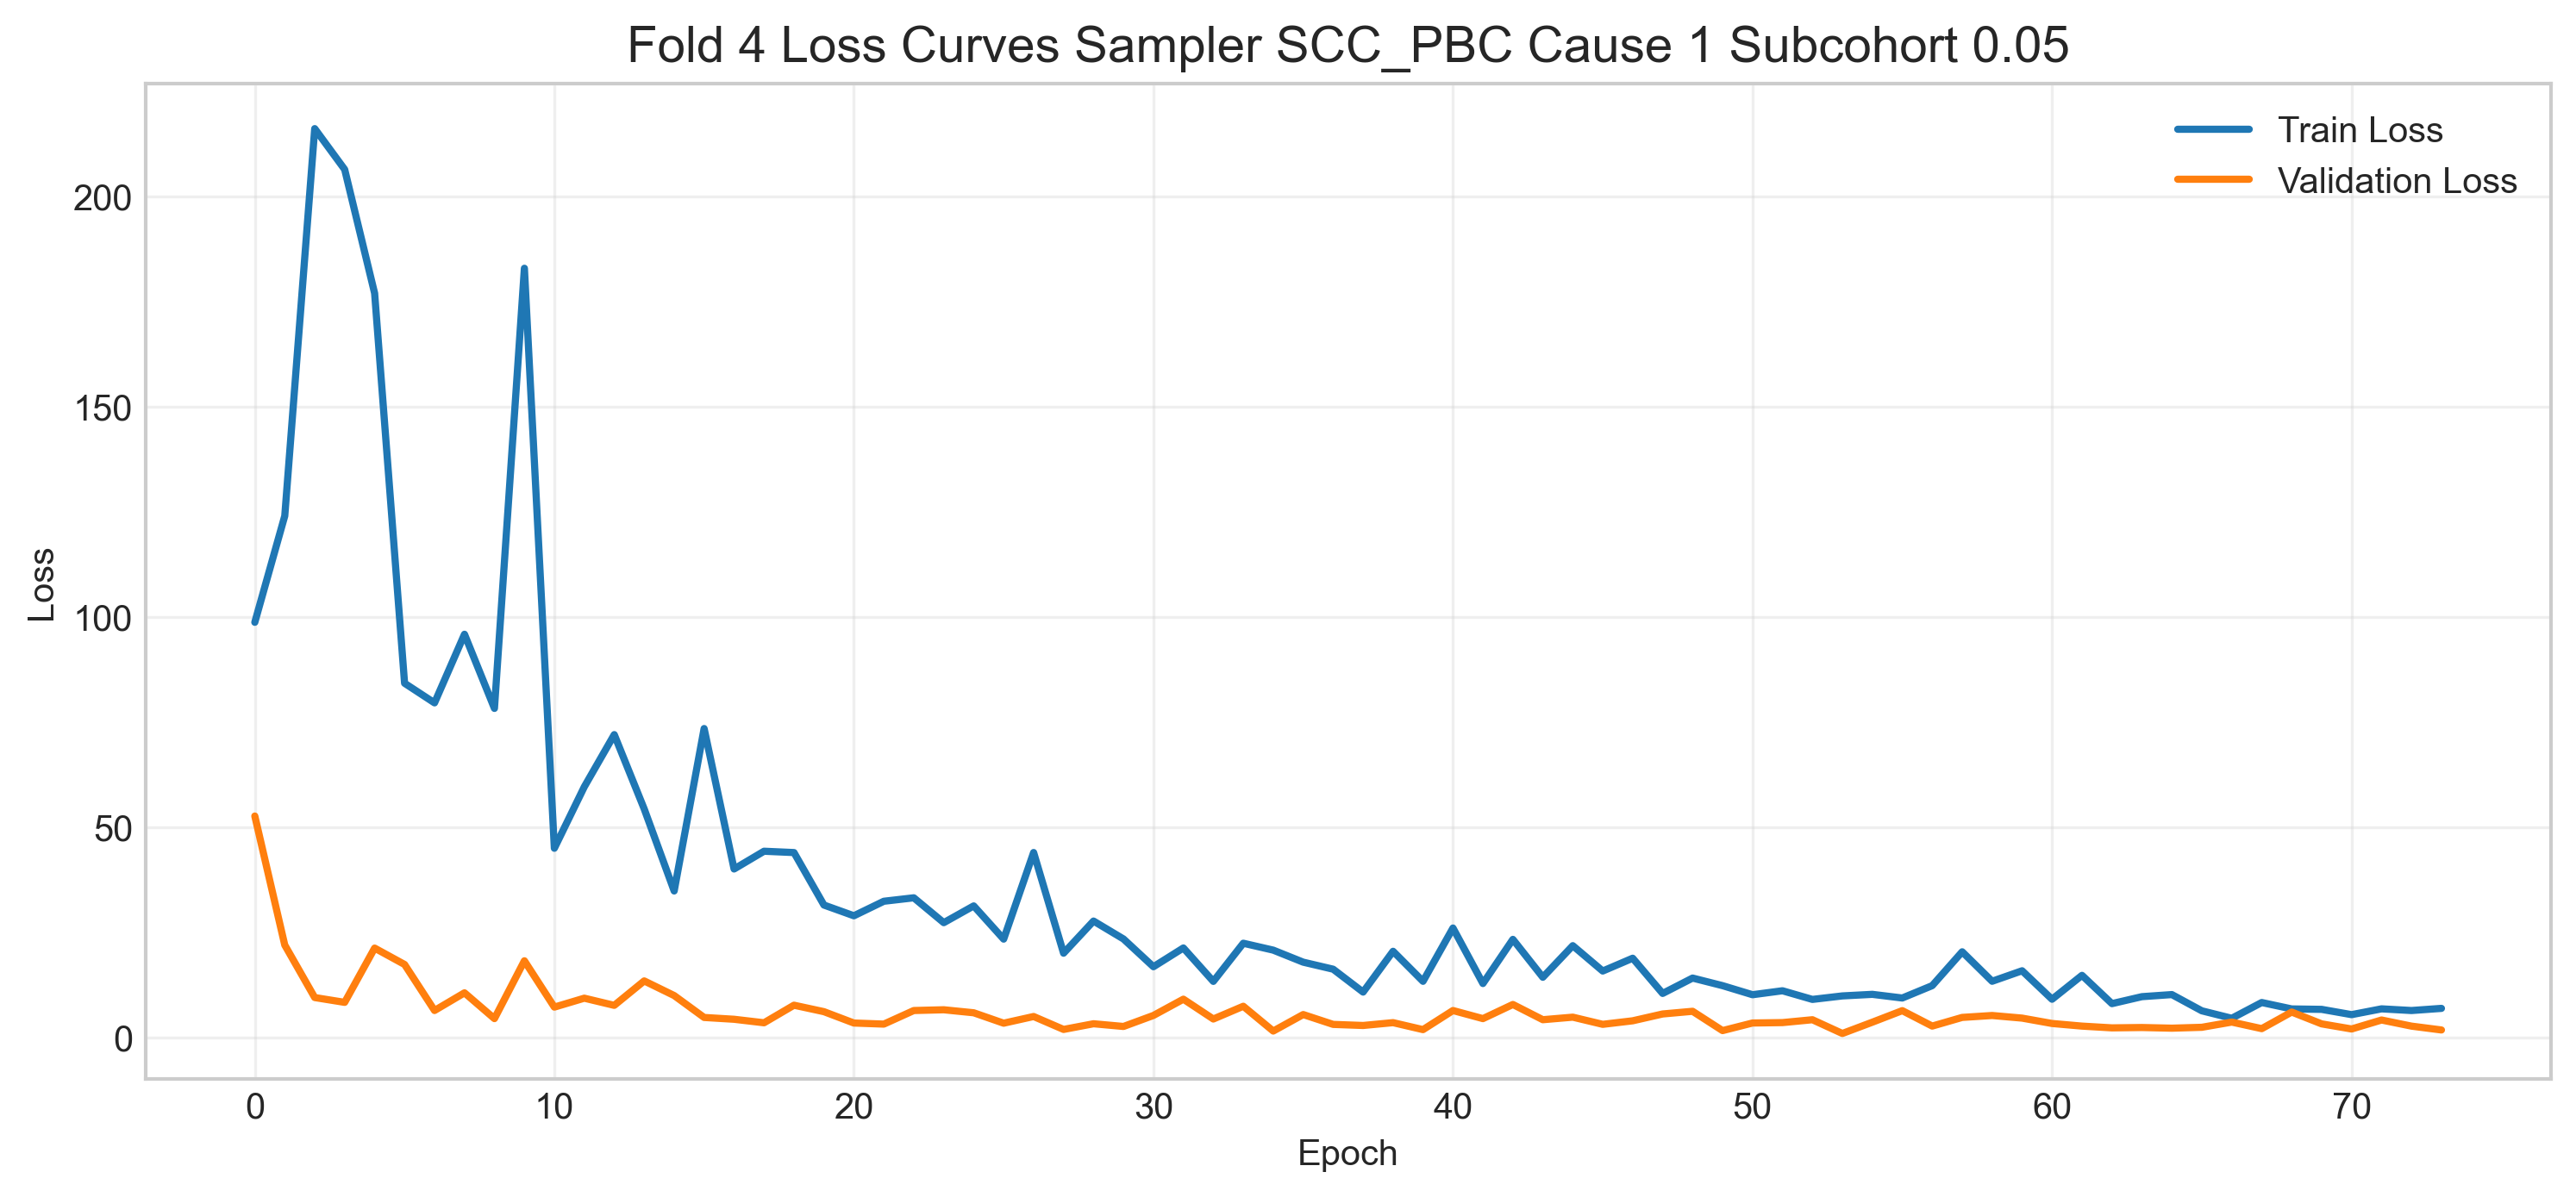 Fold 4 Loss Curves Sampler SCC_PBC Cause 1 Subcohort 0.05
Train Loss
Validation Loss
200
150
100
50
0
Loss
0 10 20 30 40 50 60 70
Epoch